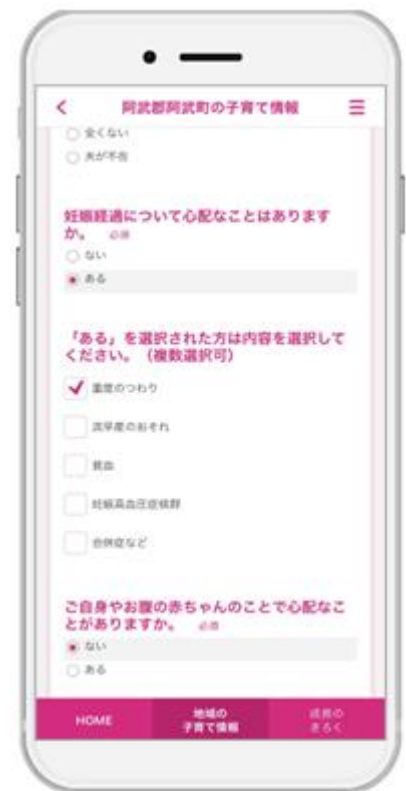 阿武郡阿武町の子育て情報
全くない
夫が不在
妊娠経過について心配なことはあります
か。 必須
ない
ある
「ある」を選択された方は内容を選択して
ください。（複数選択可）
重度のつわり
流早産のおそれ
貧血
妊娠高血圧症候群
合併症など
ご自身やお腹の赤ちゃんのことで心配なこ
とがありますか。 必須
ない
ある
HOME
地域の
子育て情報
成長の
きろく